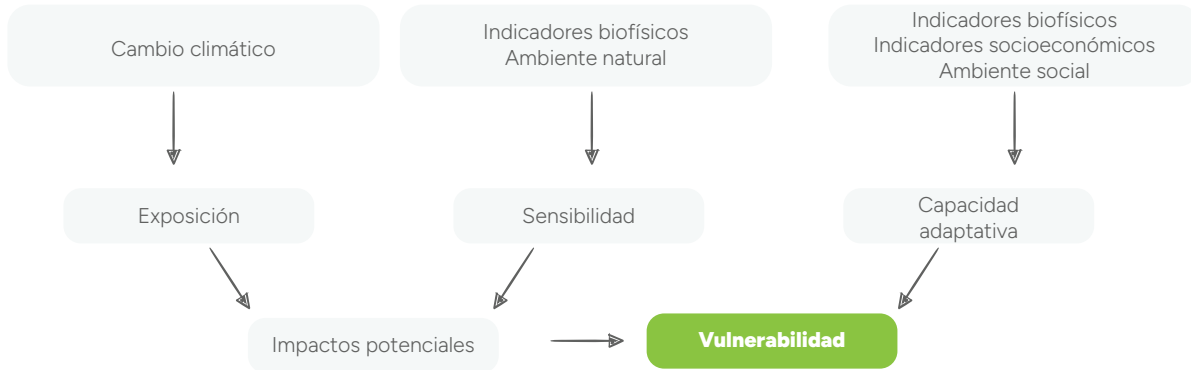 Cambio climático
Indicadores biofísicos
Ambiente natural
Indicadores biofísicos
Indicadores socioeconómicos
Ambiente social
Exposición
Sensibilidad
Capacidad
adaptativa
Impactos potenciales
Vulnerabilidad